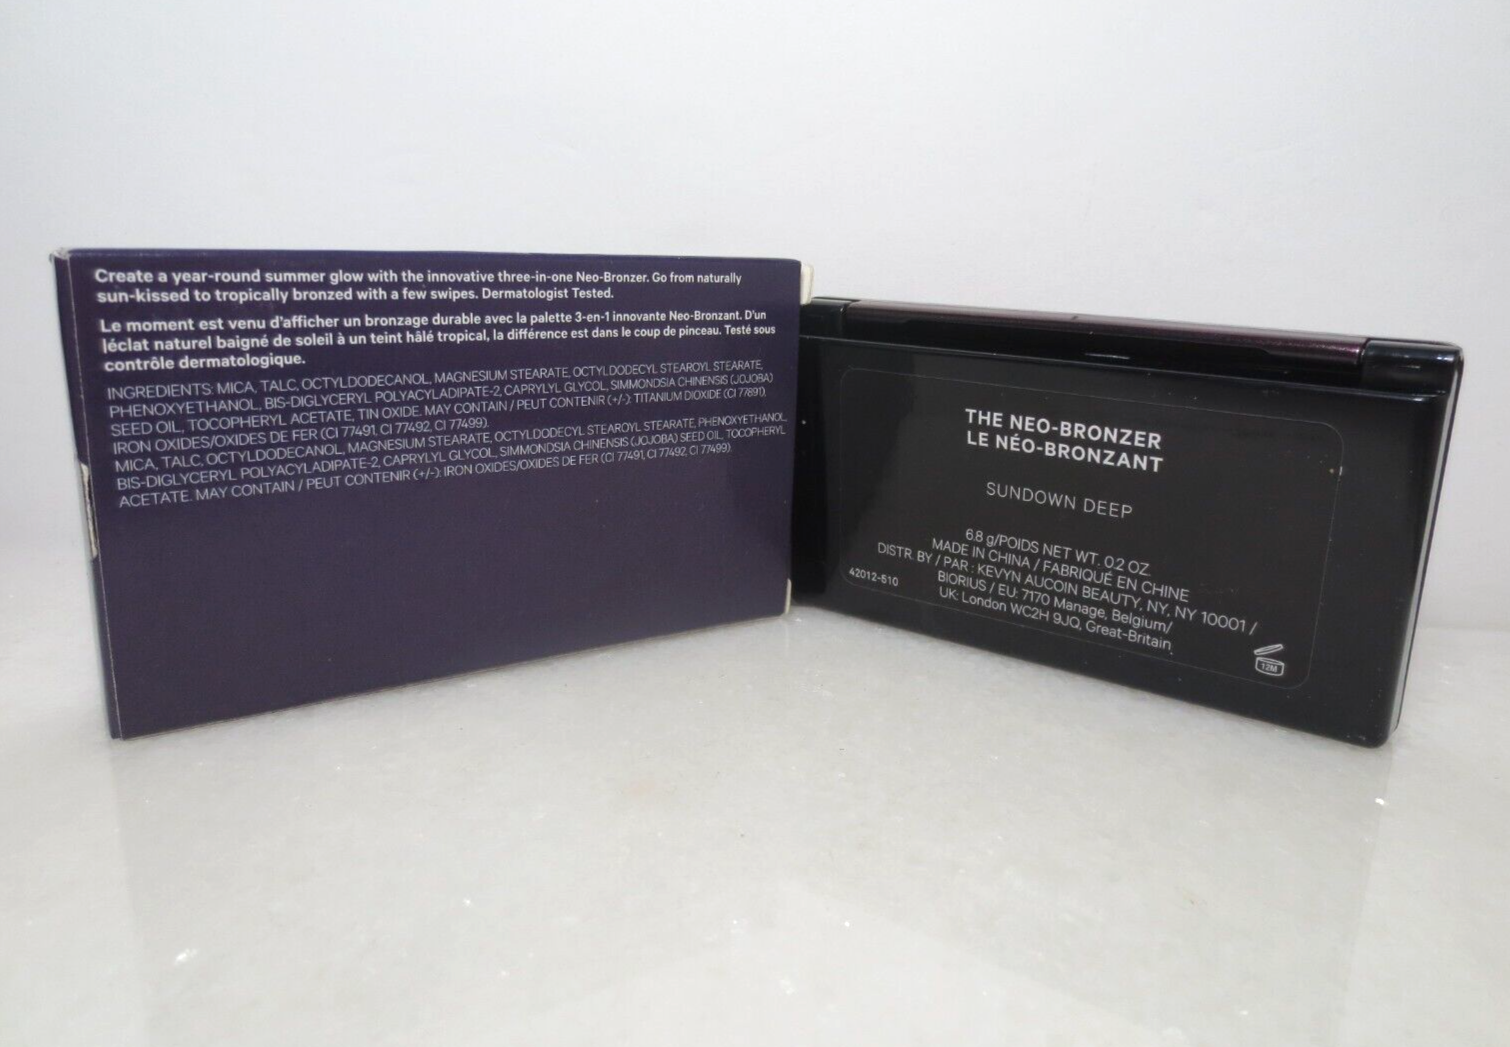 Create a year-round summer glow with the innovative three-in-one Neo-Bronzer. Go from naturally
sun-kissed to tropically bronzed with a few swipes. Dermatologist Tested.
Le moment est venu d'afficher un bronzage durable avec la palette 3-en-1 innovante Neo-Bronzant. D'un
léclat naturel baigné de soleil à un teint hâlé tropical, la différence est dans le coup de pinceau. Testé sous
contrôle dermatologique.
INGREDIENTS: MICA, TALC, OCTYLDODECANOL, MAGNESIUM STEARATE, OCTYLDODECYL STEAROYL STEARATE,
PHENOXYETHANOL, BIS-DIGLYCERYL POLYACYLADIPATE-2, CAPRYLYL GLYCOL, SIMMONDSIA CHINENSIS (JOJOBA)
SEED OIL, TOCOPHERYL ACETATE, TIN OXIDE. MAY CONTAIN / PEUT CONTENIR (+/-): TITANIUM DIOXIDE (CI 77891),
IRON OXIDES/OXIDES DE FER (CI 77491, CI 77492, CI 77499).
MICA, TALC, OCTYLDODECANOL, MAGNESIUM STEARATE, OCTYLDODECYL STEAROYL STEARATE, PHENOXYETHANOL,
BIS-DIGLYCERYL POLYACYLADIPATE-2, CAPRYLYL GLYCOL, SIMMONDSIA CHINENSIS (JOJOBA) SEED OIL, TOCOPHERYL
ACETATE. MAY CONTAIN / PEUT CONTENIR (+/-): IRON OXIDES/OXIDES DE FER (CI 77491, CI 77492, CI 77499).
THE NEO-BRONZER
LE NÉO-BRONZANT
SUNDOWN DEEP
6.8 g/POIDS NET WT. 0.2 OZ.
MADE IN CHINA / FABRIQUÉ EN CHINE
DISTR. BY / PAR : KEVYN AUCOIN BEAUTY, NY, NY 10001 /
BIORIUS / EU: 7170 Manage, Belgium/
UK: London WC2H 9JQ, Great-Britain
42012-510
12M